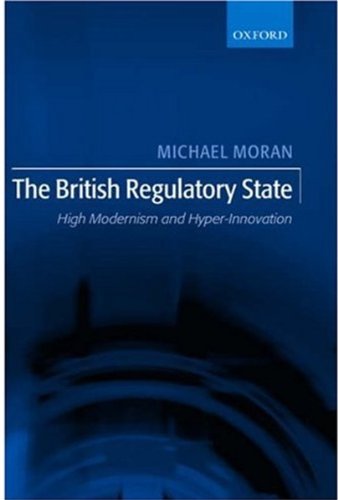 OXFORD
MICHAEL MORAN
The British Regulatory State
High Modernism and Hyper-Innovation